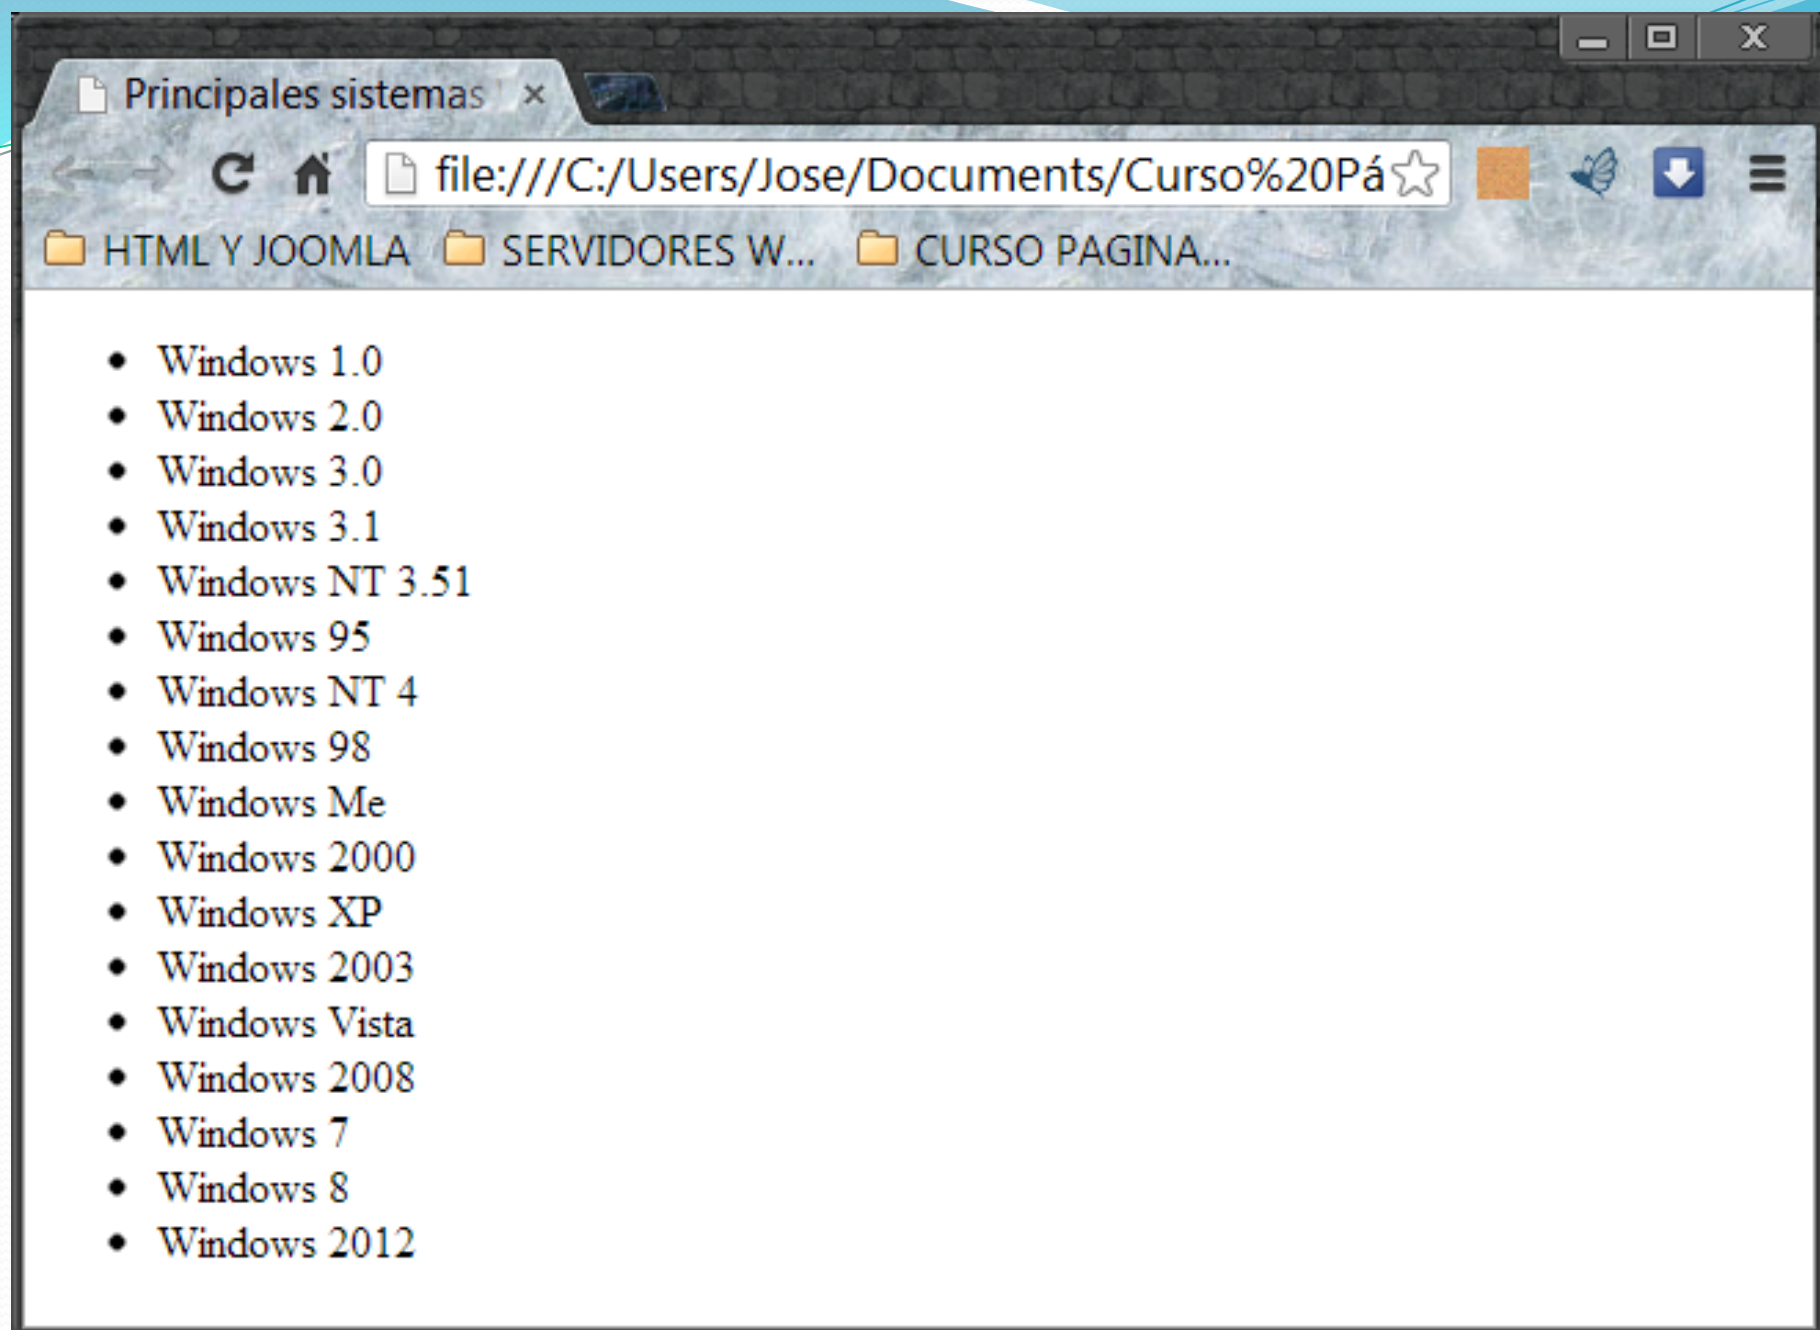 Principales sistemas
file:///C:/Users/Jose/Documents/Curso%20Pá
HTML Y JOOMLA SERVIDORES W... CURSO PAGINA...
• Windows 1.0
• Windows 2.0
• Windows 3.0
• Windows 3.1
• Windows NT 3.51
• Windows 95
• Windows NT 4
• Windows 98
• Windows Me
• Windows 2000
• Windows XP
• Windows 2003
• Windows Vista
• Windows 2008
• Windows 7
• Windows 8
• Windows 2012